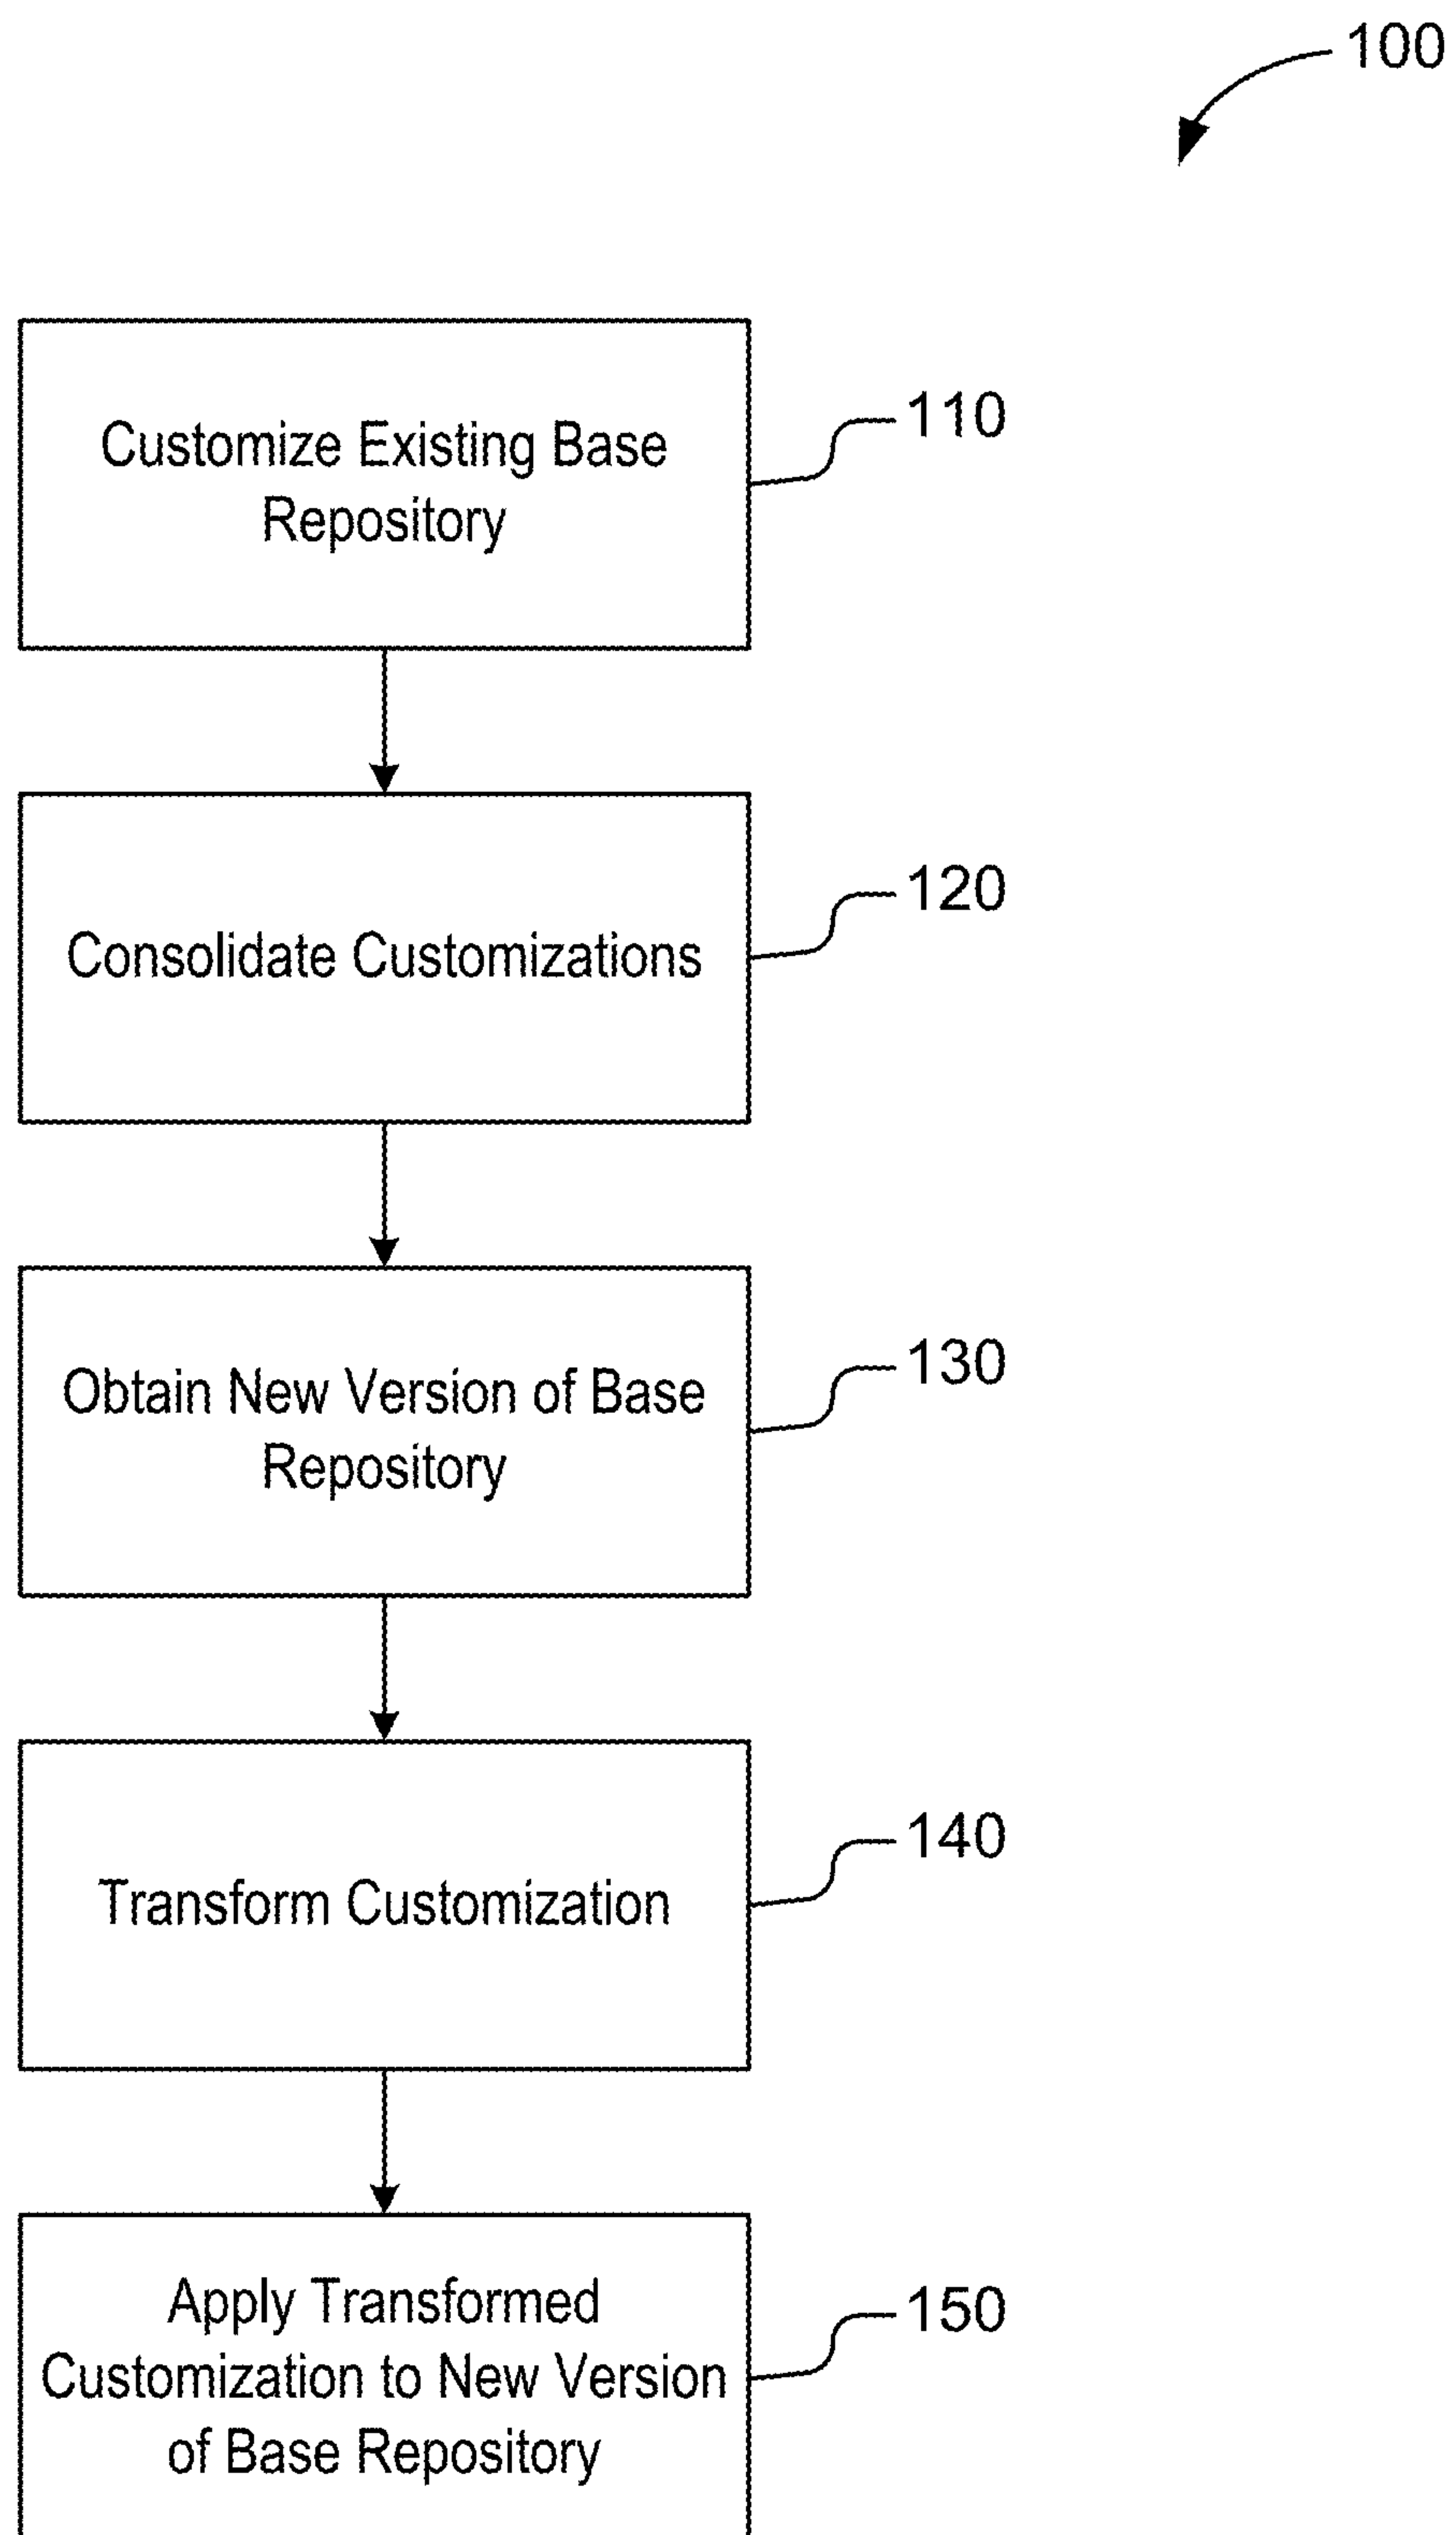 100
Customize Existing Base
Repository
110
Consolidate Customizations
120
Obtain New Version of Base
Repository
130
Transform Customization
140
Apply Transformed
Customization to New Version
of Base Repository
150